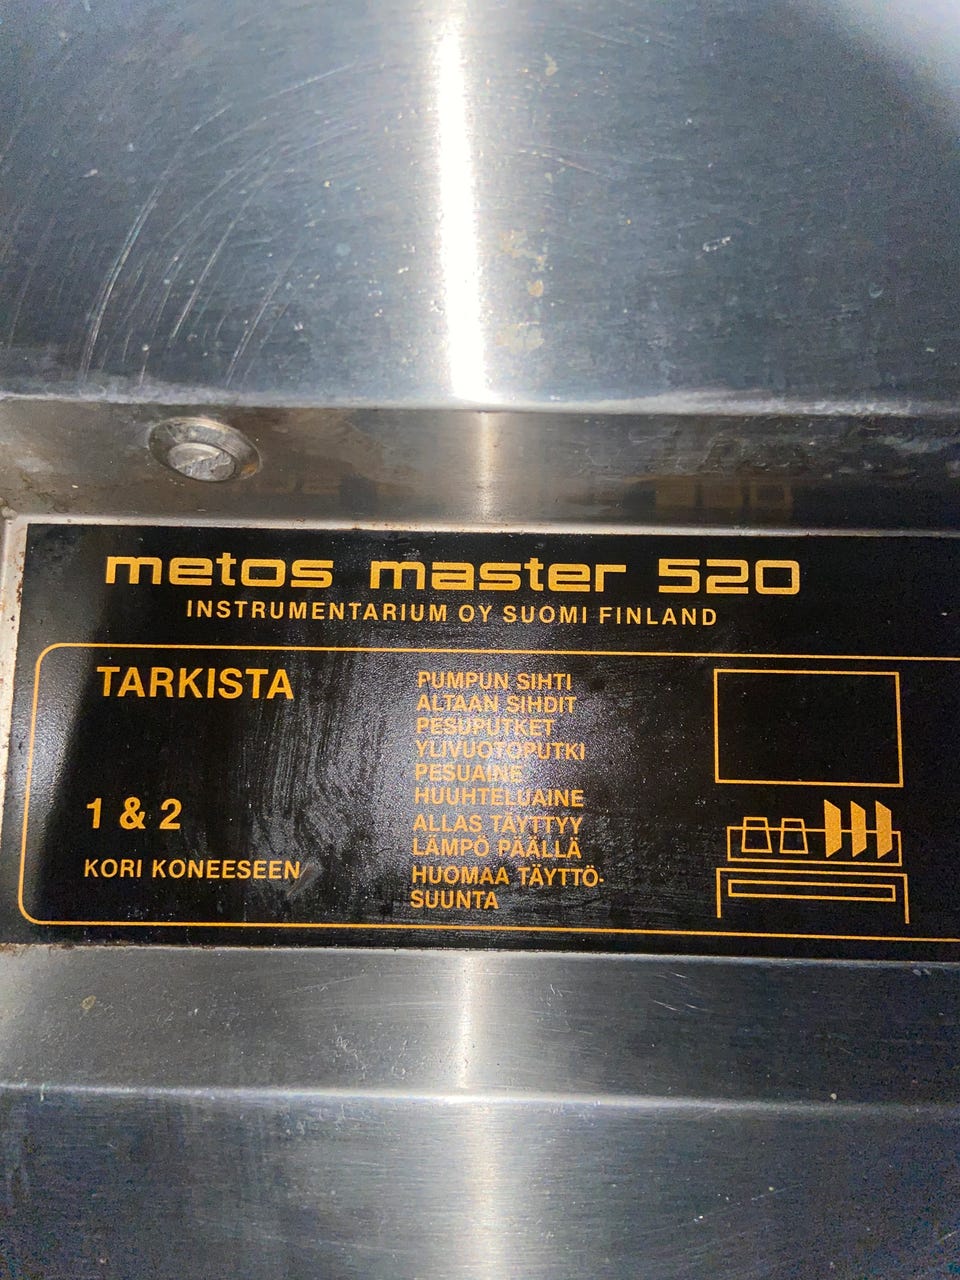 metos master 520
INSTRUMENTARIUM OY SUOMI FINLAND
TARKISTA
PUMPUN SIHTI
ALTAAN SIHDIT
PESUPUTKET
YLIVUOTOPUTKI
PESUAINE
HUUHTELUAINE
ALLAS TÄYTTYY
LÄMPÖ PÄÄLLÄ
1 & 2
KORI KONEESEEN
HUOMAA TÄYTTÖ-
SUUNTA